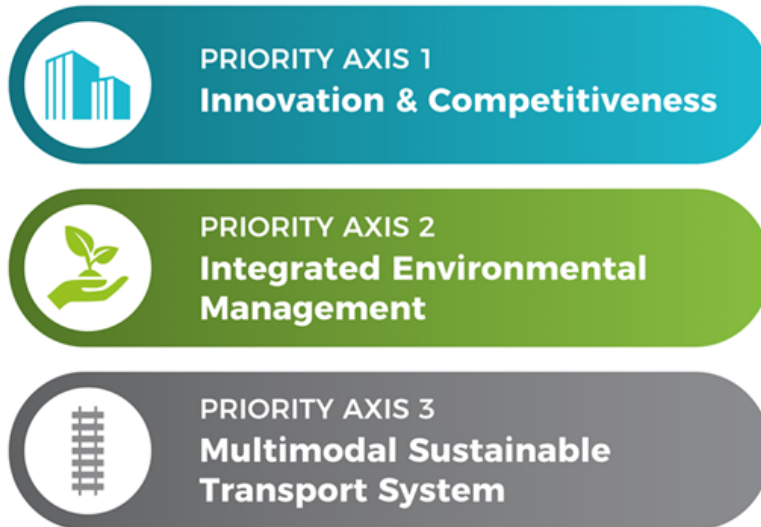 PRIORITY AXIS 1
Innovation & Competitiveness
PRIORITY AXIS 2
Integrated Environmental
Management
PRIORITY AXIS 3
Multimodal Sustainable
Transport System